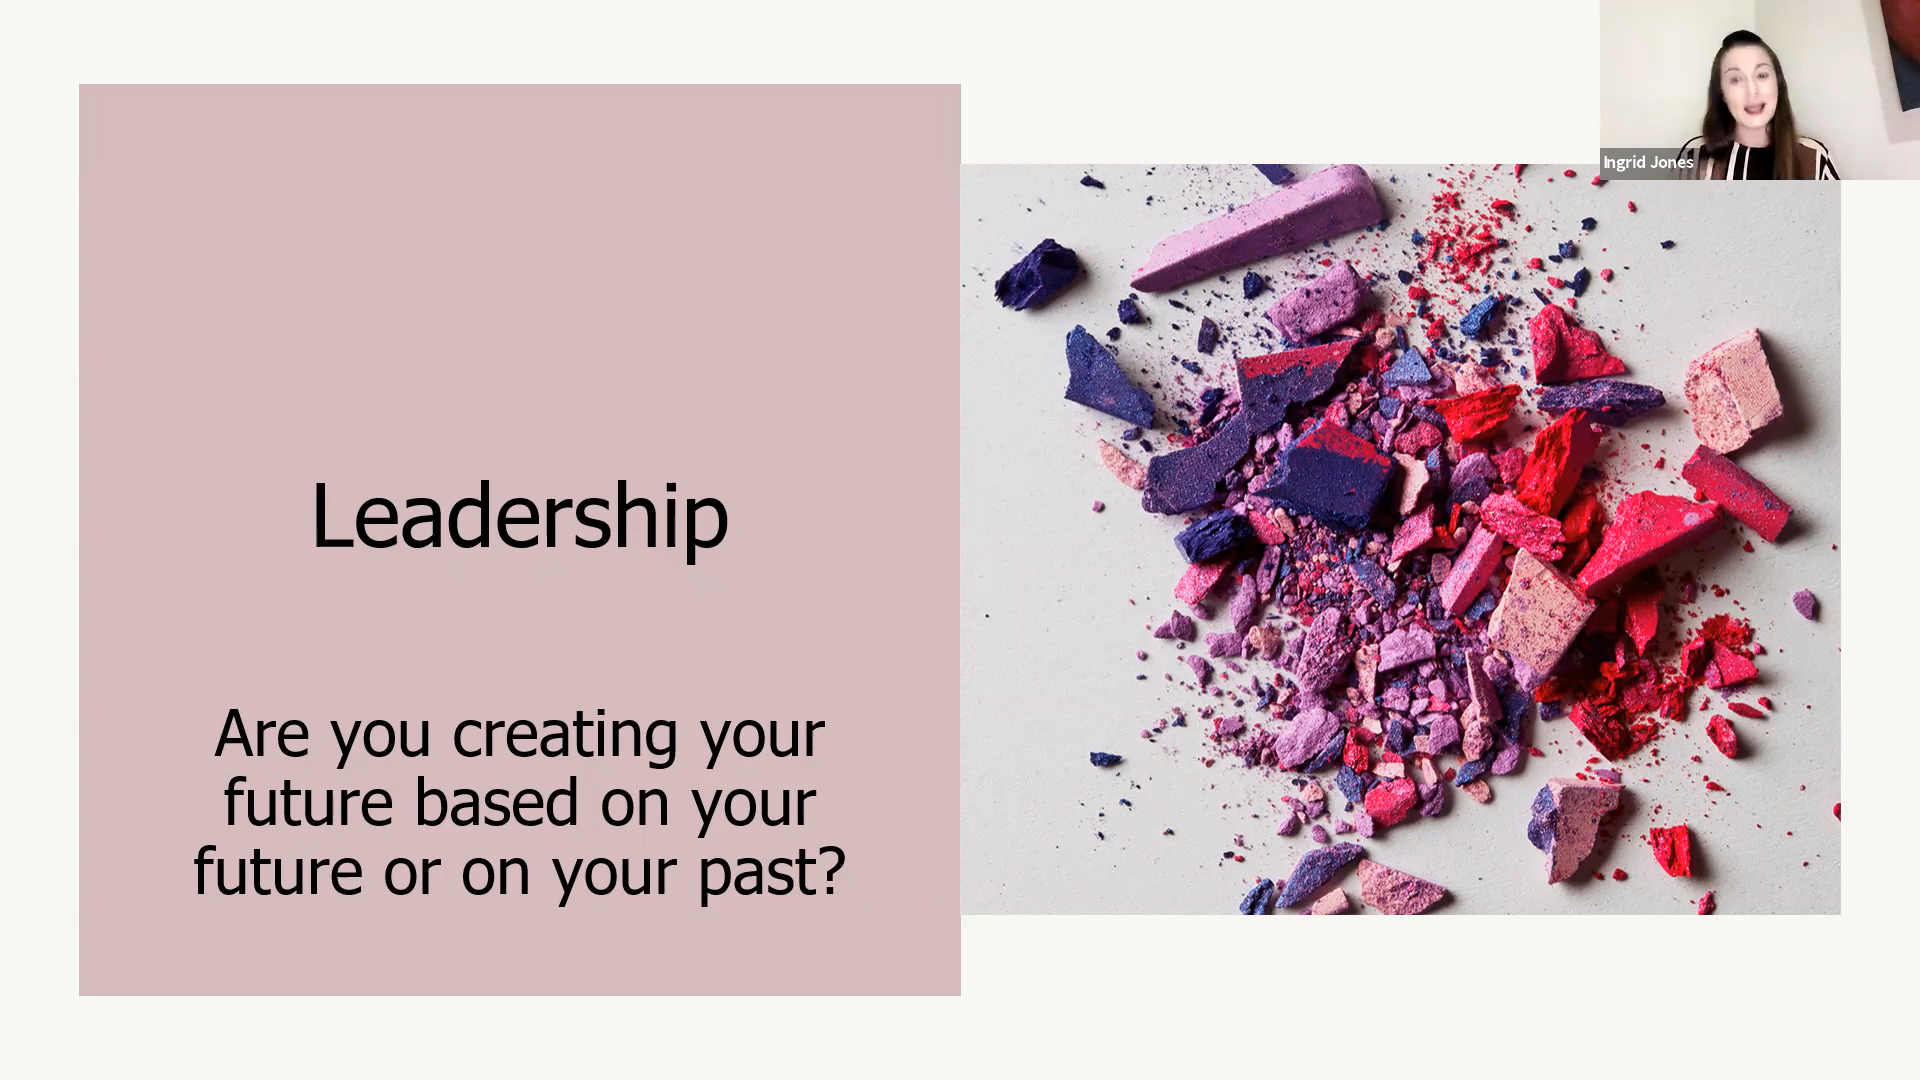 Leadership
Are you creating your
future based on your
future or on your past?
Ingrid Jones